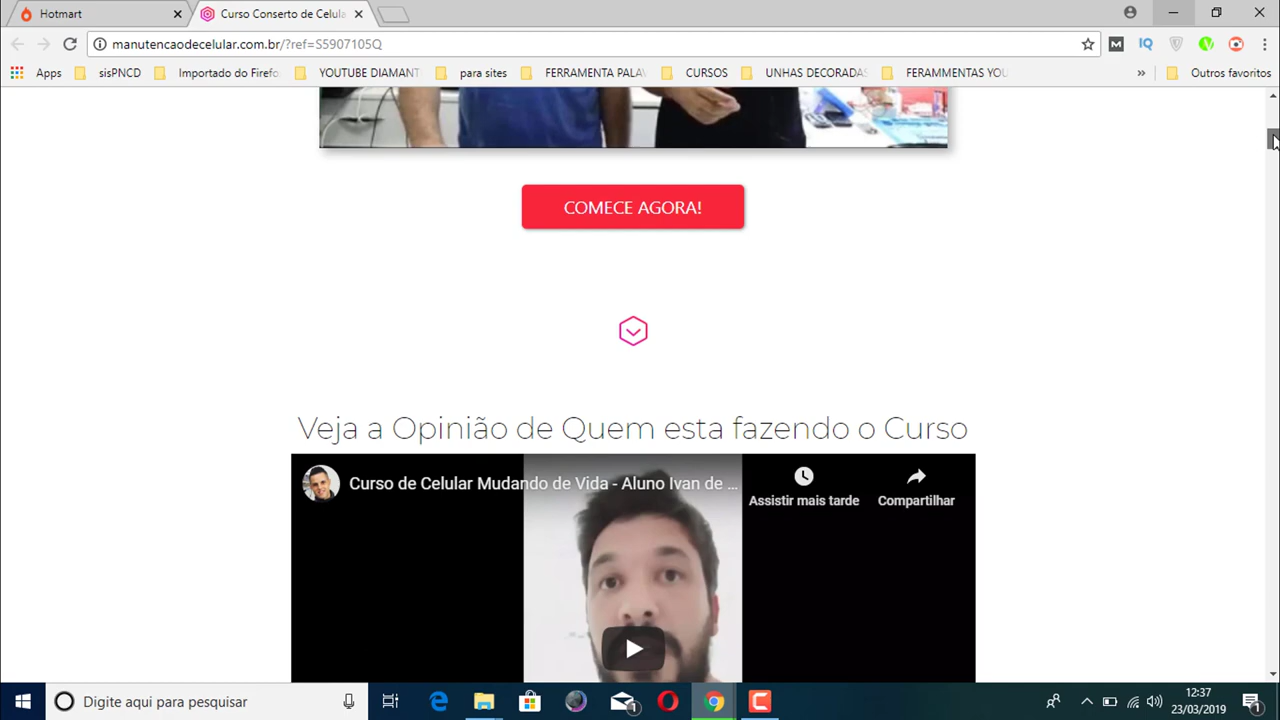 Hotmart
Curso Conserto de Celula
manutencaodecelular.com.br/?ref=S5907105Q
Apps sisPNCD Importado do Firefo YOUTUBE DIAMANT para sites FERRAMENTA PALAV CURSOS UNHAS DECORADAS FERAMMENTAS YOU » Outros favoritos
COMECE AGORA!
Veja a Opinião de Quem esta fazendo o Curso
Curso de Celular Mudando de Vida - Aluno Ivan de ...
Assistir mais tarde
Compartilhar
Digite aqui para pesquisar
12:37
23/03/2019